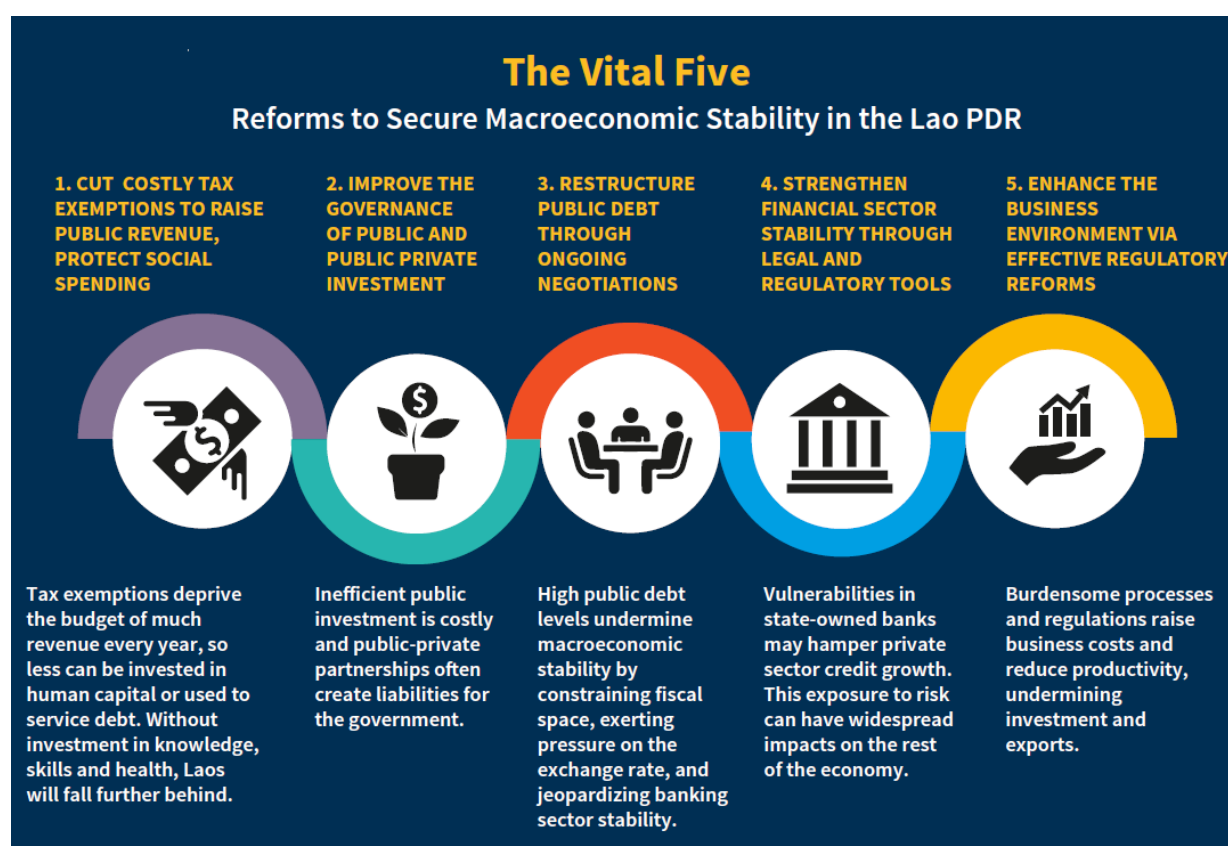 The Vital Five
Reforms to Secure Macroeconomic Stability in the Lao PDR
1. CUT COSTLY TAX
EXEMPTIONS TO RAISE
PUBLIC REVENUE,
PROTECT SOCIAL
SPENDING
2. IMPROVE THE
GOVERNANCE
OF PUBLIC AND
PUBLIC PRIVATE
INVESTMENT
3. RESTRUCTURE
PUBLIC DEBT
THROUGH
ONGOING
NEGOTIATIONS
4. STRENGTHEN
FINANCIAL SECTOR
STABILITY THROUGH
LEGAL AND
REGULATORY TOOLS
5. ENHANCE THE
BUSINESS
ENVIRONMENT VIA
EFFECTIVE REGULATORY
REFORMS
$
$
Tax exemptions deprive
the budget of much
revenue every year, so
less can be invested in
human capital or used to
service debt. Without
investment in knowledge,
skills and health, Laos
will fall further behind.
Inefficient public
investment is costly
and public-private
partnerships often
create liabilities for
the government.
High public debt
levels undermine
macroeconomic
stability by
constraining fiscal
space, exerting
pressure on the
exchange rate, and
jeopardizing banking
sector stability.
Vulnerabilities in
state-owned banks
may hamper private
sector credit growth.
This exposure to risk
can have widespread
impacts on the rest
of the economy.
Burdensome processes
and regulations raise
business costs and
reduce productivity,
undermining
investment and
exports.